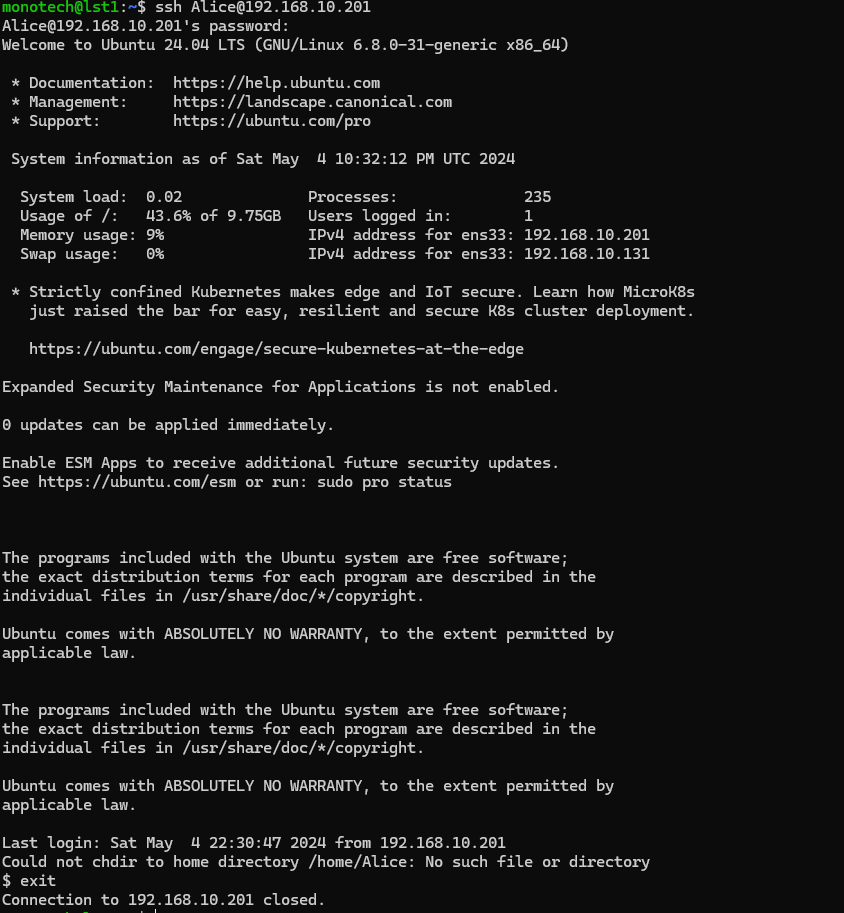 monotech@lst1:~$ ssh Alice@192.168.10.201
Alice@192.168.10.201's password:
Welcome to Ubuntu 24.04 LTS (GNU/Linux 6.8.0-31-generic x86_64)

 * Documentation:  https://help.ubuntu.com
 * Management:     https://landscape.canonical.com
 * Support:        https://ubuntu.com/pro

 System information as of Sat May  4 10:32:12 PM UTC 2024

  System load:  0.02              Processes:              235
  Usage of /:   43.6% of 9.75GB   Users logged in:        1
  Memory usage: 9%                IPv4 address for ens33: 192.168.10.201
  Swap usage:   0%                IPv4 address for ens33: 192.168.10.131

 * Strictly confined Kubernetes makes edge and IoT secure. Learn how MicroK8s
   just raised the bar for easy, resilient and secure K8s cluster deployment.

   https://ubuntu.com/engage/secure-kubernetes-at-the-edge

Expanded Security Maintenance for Applications is not enabled.

0 updates can be applied immediately.

Enable ESM Apps to receive additional future security updates.
See https://ubuntu.com/esm or run: sudo pro status

The programs included with the Ubuntu system are free software;
the exact distribution terms for each program are described in the
individual files in /usr/share/doc/*/copyright.

Ubuntu comes with ABSOLUTELY NO WARRANTY, to the extent permitted by
applicable law.

The programs included with the Ubuntu system are free software;
the exact distribution terms for each program are described in the
individual files in /usr/share/doc/*/copyright.

Ubuntu comes with ABSOLUTELY NO WARRANTY, to the extent permitted by
applicable law.

Last login: Sat May  4 22:30:47 2024 from 192.168.10.201
Could not chdir to home directory /home/Alice: No such file or directory
$ exit
Connection to 192.168.10.201 closed.